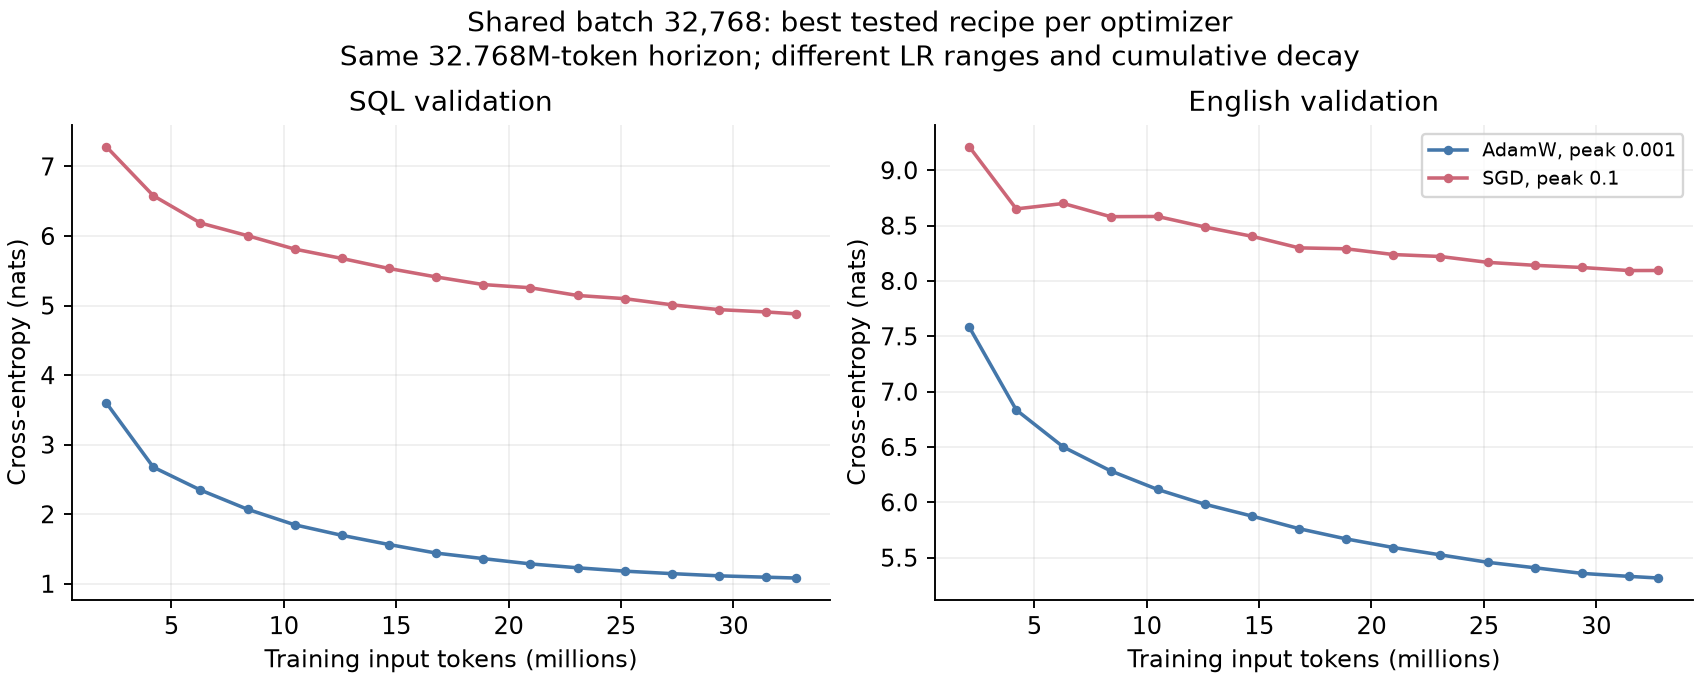 Shared batch 32,768: best tested recipe per optimizer
Same 32.768M-token horizon; different LR ranges and cumulative decay
SQL validation
Cross-entropy (nats)
7
6
5
4
3
2
1
5 10 15 20 25 30
Training input tokens (millions)
English validation
AdamW, peak 0.001
SGD, peak 0.1
Cross-entropy (nats)
9.0
8.5
8.0
7.5
7.0
6.5
6.0
5.5
5 10 15 20 25 30
Training input tokens (millions)